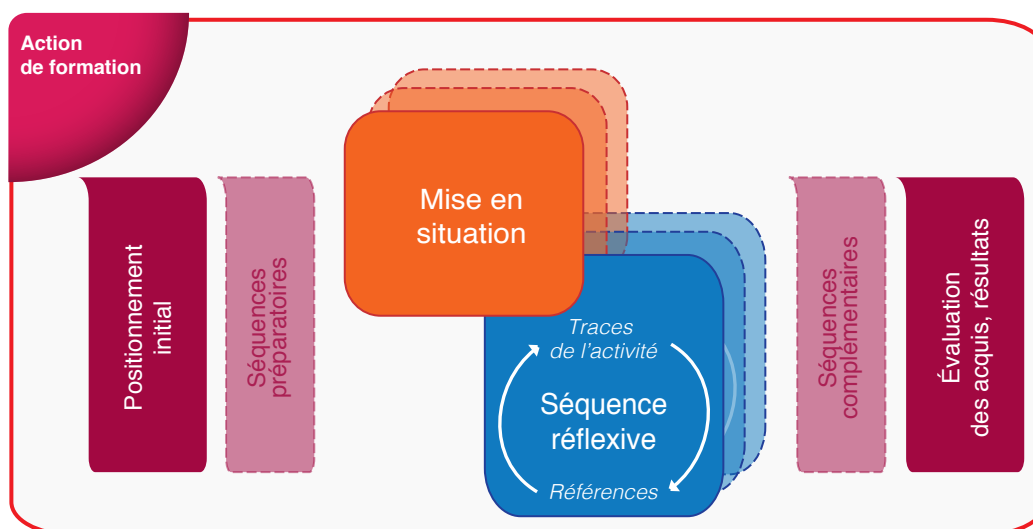 Action
de formation
Positionnement
initial
Séquences
préparatoires
Mise en
situation
Traces
de l'activité
Séquence
réflexive
Références
Séquences
complémentaires
Évaluation
des acquis, résultats